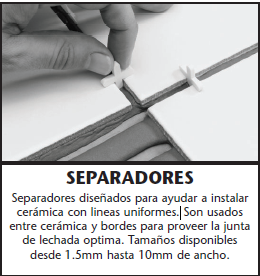 SEPARADORES
Separadores diseñados para ayudar a instalar
cerámica con lineas uniformes. Son usados
entre cerámica y bordes para proveer la junta
de lechada optima. Tamaños disponibles
desde 1.5mm hasta 10mm de ancho.